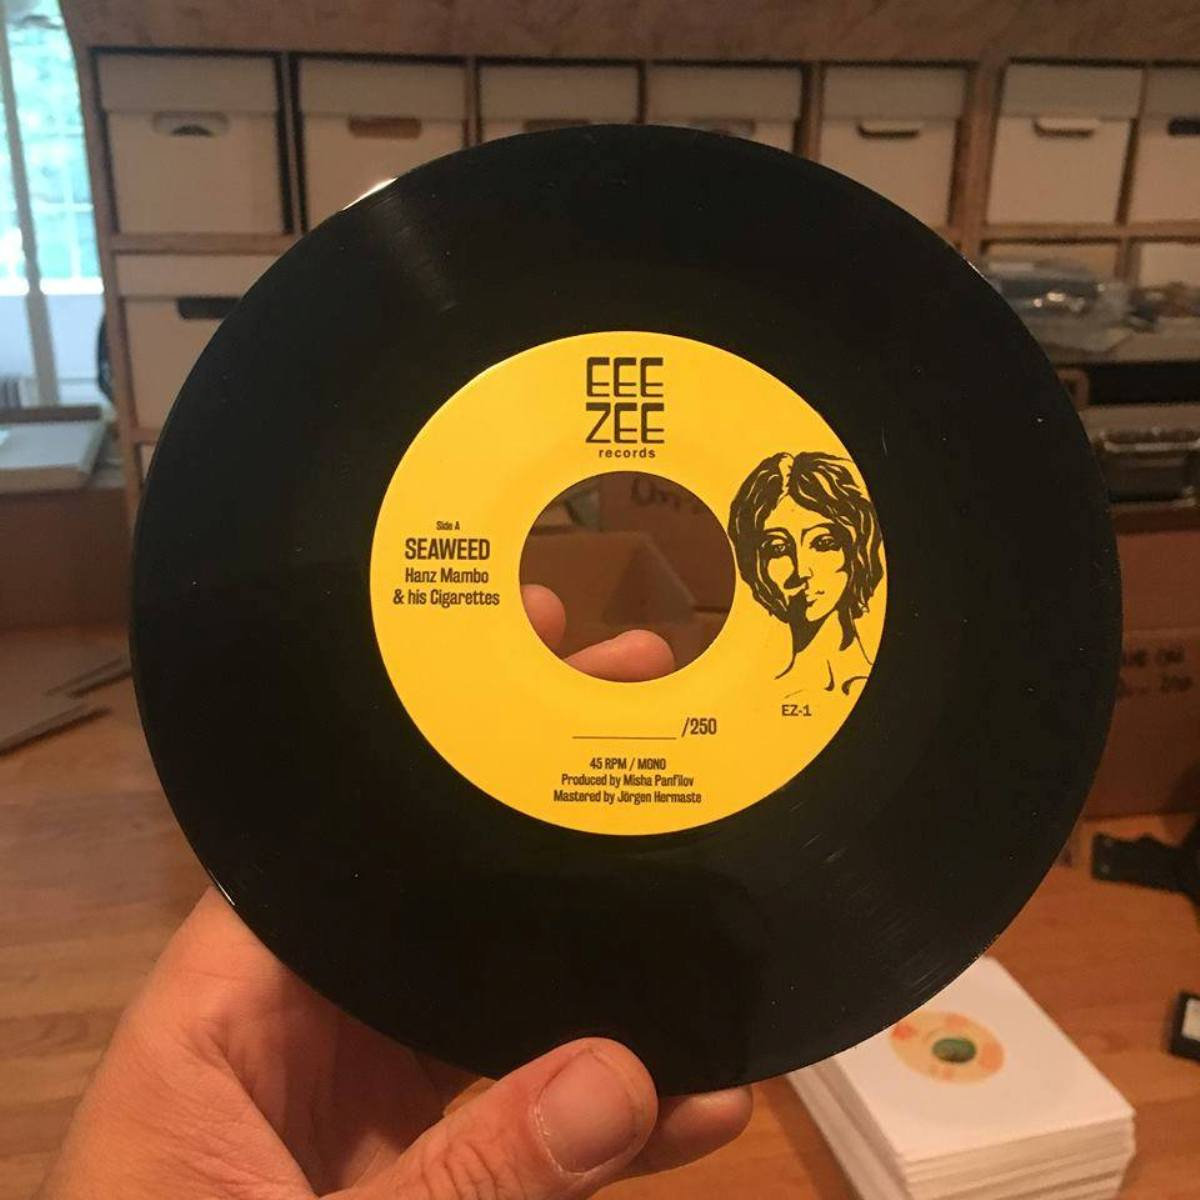 EEE
ZEE
records
Side A
SEAWEED
Hanz Mambo
& his Cigarettes
EZ-1
/250
45 RPM / MONO
Produced by Misha Panfilov
Mastered by Jörgen Hermaste